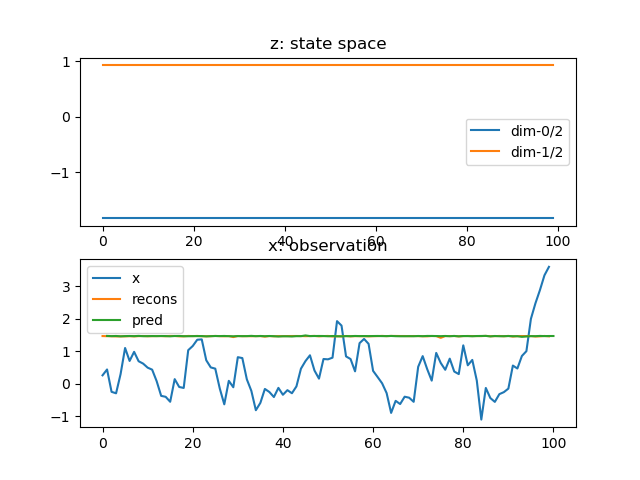 z: state space
1
0
−1
dim-0/2
dim-1/2
0 20 40 60 80 100
x: observation
3
2
1
0
−1
x
recons
pred
0 20 40 60 80 100